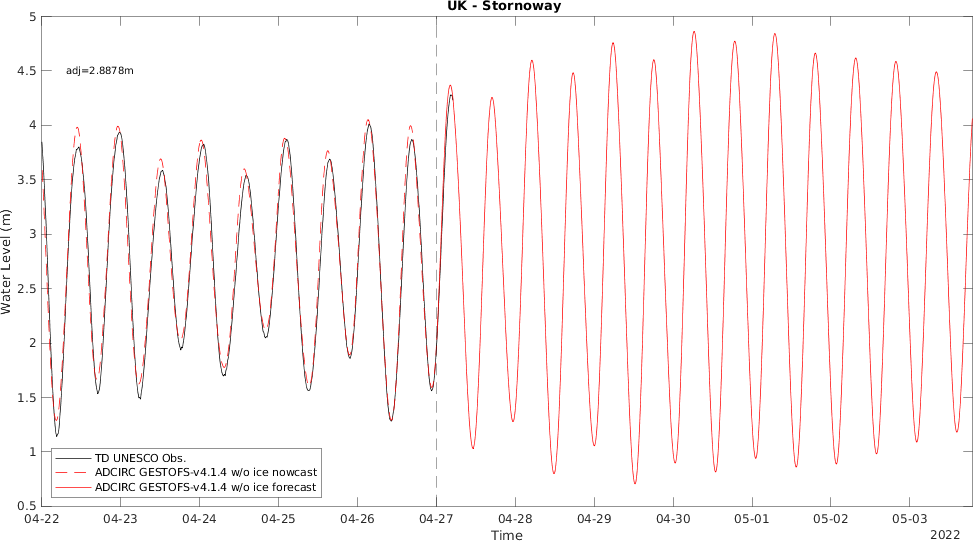 UK - Stornoway
5
4.5
4
3.5
3
2.5
2
1.5
1
0.5
Water Level (m)
adj=2.8878m
TD UNESCO Obs.
ADCIRC GESTOFS-v4.1.4 w/o ice nowcast
ADCIRC GESTOFS-v4.1.4 w/o ice forecast
04-22 04-23 04-24 04-25 04-26 04-27 04-28 04-29 04-30 05-01 05-02 05-03
Time
2022